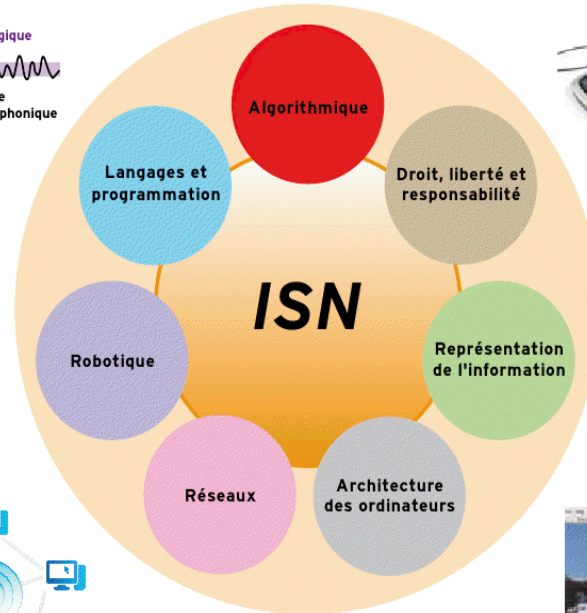 gique
e
phonique
Algorithmique
Langages et
programmation
Droit, liberté et
responsabilité
ISN
Robotique
Représentation
de l'information
Réseaux
Architecture
des ordinateurs